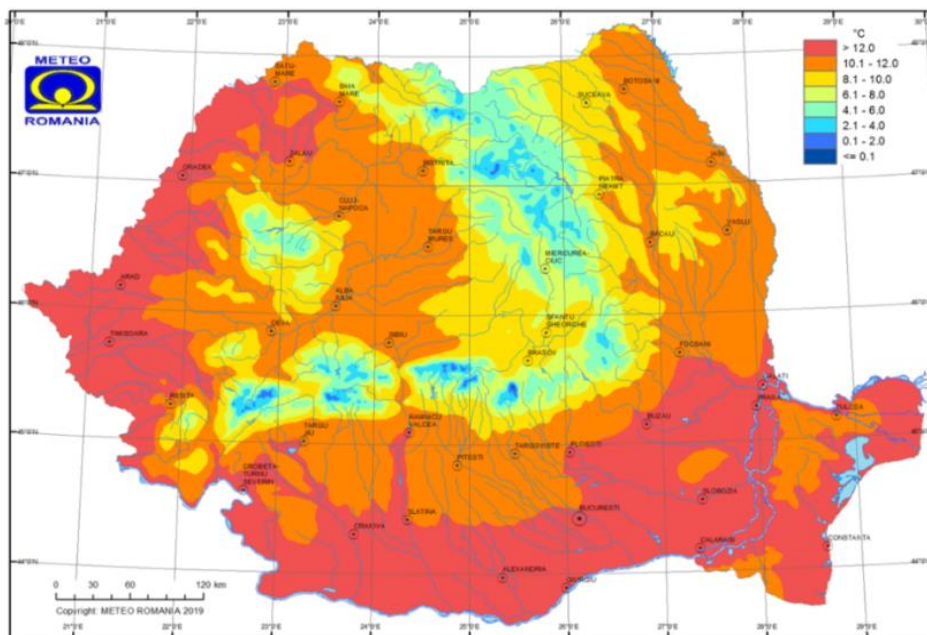 METEO
ROMANIA
°C
> 12.0
10.1 - 12.0
8.1 - 10.0
6.1 - 8.0
4.1 - 6.0
2.1 - 4.0
0.1 - 2.0
<= 0.1
SATU-
MARE
BAIA
MARE
BOTOSANI
SUCEAVA
ZALAU
ORADEA
BISTRITA
IASI
PIATRA
NEAMT
CLUJ-
NAPOCA
TARGU
MURES
BACAU
VASLUI
MIERCUREA-
CIUC
ARAD
ALBA
IULIA
DEVA
SIBIU
SFANTU
GHEORGHE
TIMISOARA
BRASOV
FOCSANI
RESITA
GALATI
BRAILA
TULCEA
TARGU
JIU
RAMNICU
VALCEA
BUZAU
PITESTI
TARGOVISTE
PLOIESTI
DROBETA-
TURNU
SEVERIN
SLOBOZIA
SLATINA
BUCURESTI
CRAIOVA
CALARASI
CONSTANTA
ALEXANDRIA
GIURGIU
0 30 60 120 km
Copyright: METEO ROMANIA 2019